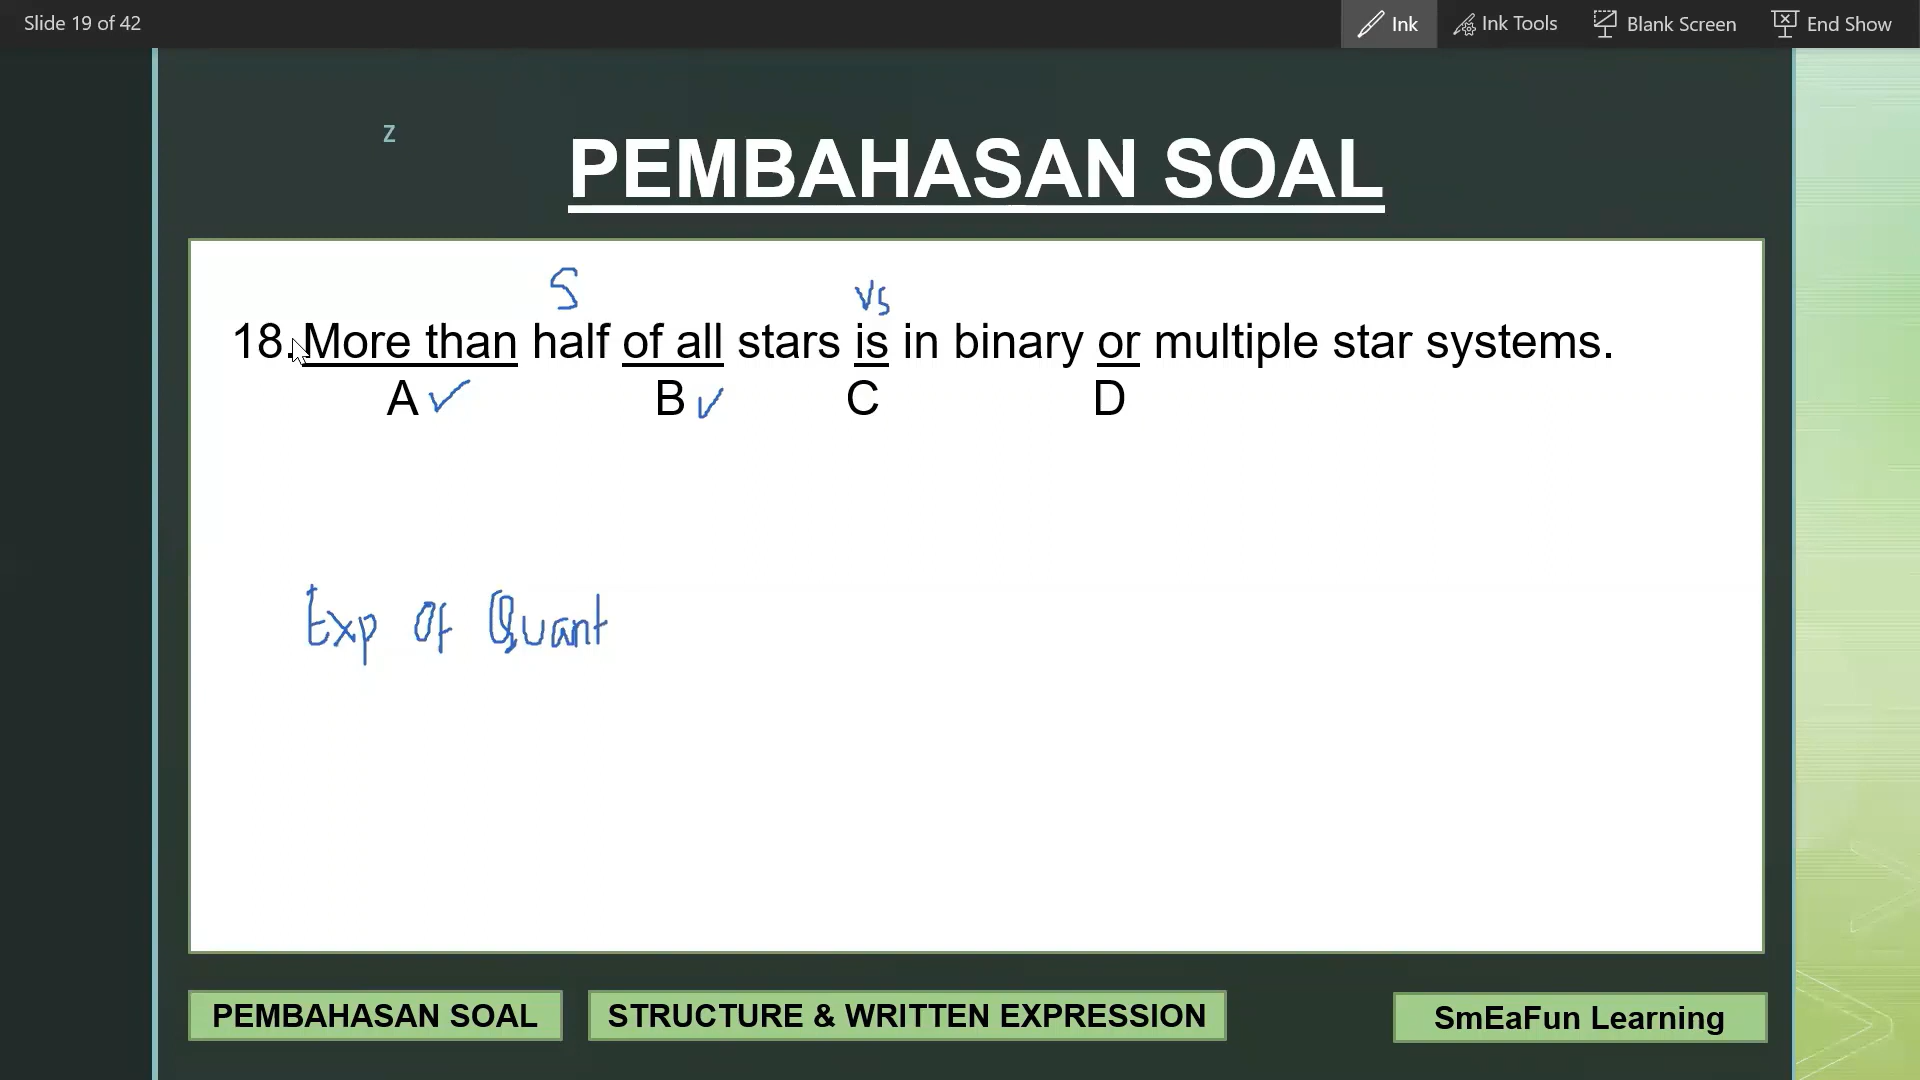 Slide 19 of 42
Ink
Ink Tools
Blank Screen
End Show
z
PEMBAHASAN SOAL
S
VS
18. More than half of all stars is in binary or multiple star systems.
A ✓ B ✓ C D
Exp Of Quant
PEMBAHASAN SOAL
STRUCTURE & WRITTEN EXPRESSION
SmEaFun Learning